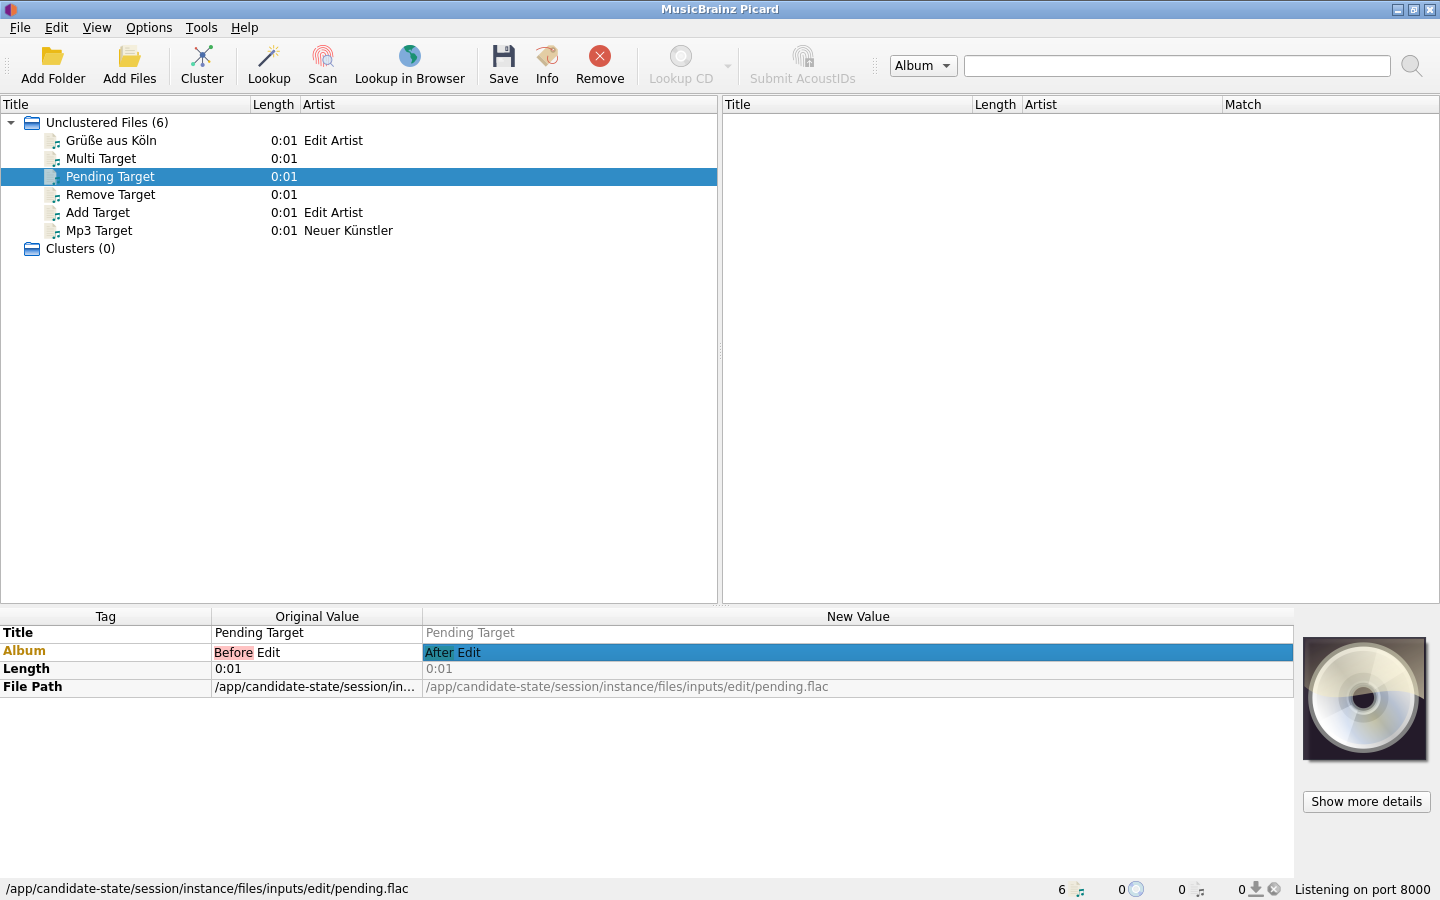 MusicBrainz Picard
File Edit View Options Tools Help
Add Folder Add Files Cluster Lookup Scan Lookup in Browser Save Info Remove Lookup CD Submit AcoustIDs Album
Title Length Artist Title Length Artist Match
Unclustered Files (6)
Grüße aus Köln 0:01 Edit Artist
Multi Target 0:01
Pending Target 0:01
Remove Target 0:01
Add Target 0:01 Edit Artist
Mp3 Target 0:01 Neuer Künstler
Clusters (0)
Tag Original Value New Value
Title Pending Target Pending Target
Album Before Edit After Edit
Length 0:01 0:01
File Path /app/candidate-state/session/in... /app/candidate-state/session/instance/files/inputs/edit/pending.flac
Show more details
/app/candidate-state/session/instance/files/inputs/edit/pending.flac 6 0 0 0 Listening on port 8000